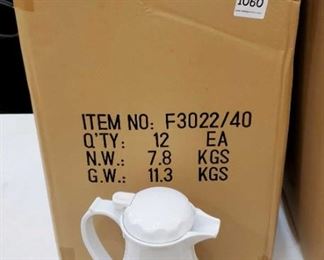 1060
ITEM NO: F3022/40
Q'TY: 12 EA
N.W.: 7.8 KGS
G.W.: 11.3 KGS